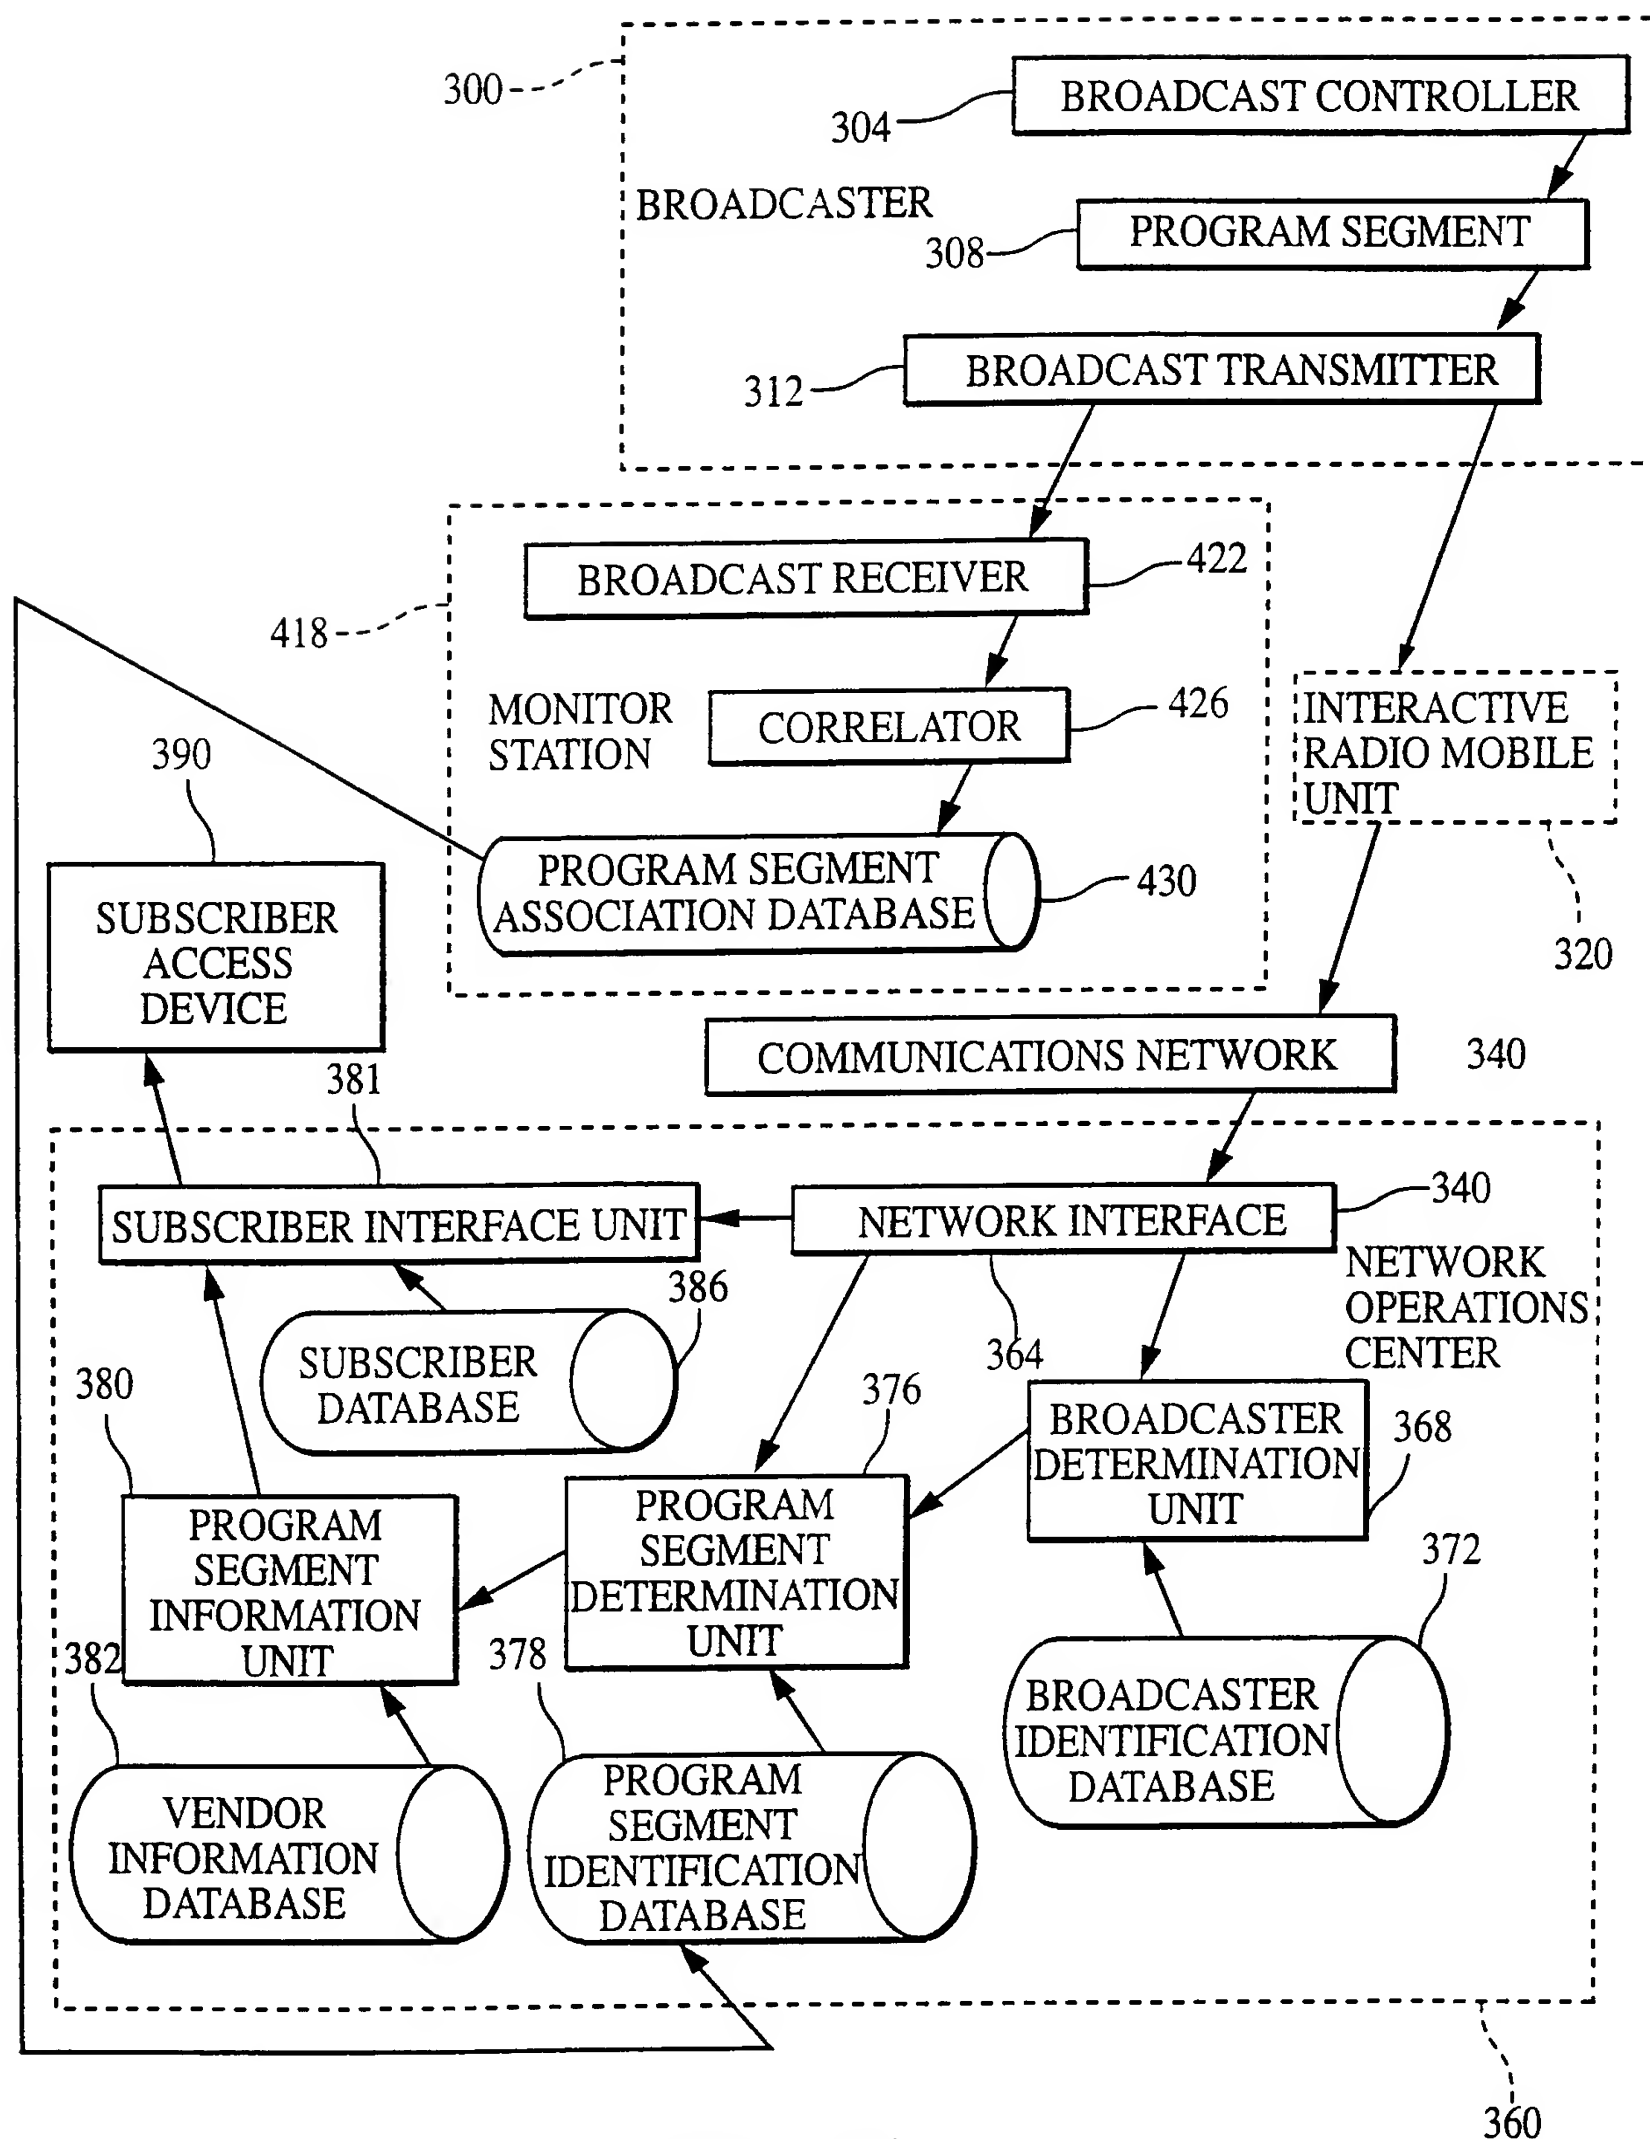 300
BROADCAST CONTROLLER
304
BROADCASTER
PROGRAM SEGMENT
308
BROADCAST TRANSMITTER
312
BROADCAST RECEIVER
422
418
MONITOR
STATION
CORRELATOR
426
INTERACTIVE
RADIO MOBILE
UNIT
320
390
SUBSCRIBER
ACCESS
DEVICE
PROGRAM SEGMENT
ASSOCIATION DATABASE
430
COMMUNICATIONS NETWORK
340
381
SUBSCRIBER INTERFACE UNIT
NETWORK INTERFACE
340
364
NETWORK
OPERATIONS
CENTER
386
SUBSCRIBER
DATABASE
380
376
BROADCASTER
DETERMINATION
UNIT
368
PROGRAM
SEGMENT
INFORMATION
UNIT
PROGRAM
SEGMENT
DETERMINATION
UNIT
372
382
378
BROADCASTER
IDENTIFICATION
DATABASE
VENDOR
INFORMATION
DATABASE
PROGRAM
SEGMENT
IDENTIFICATION
DATABASE
360